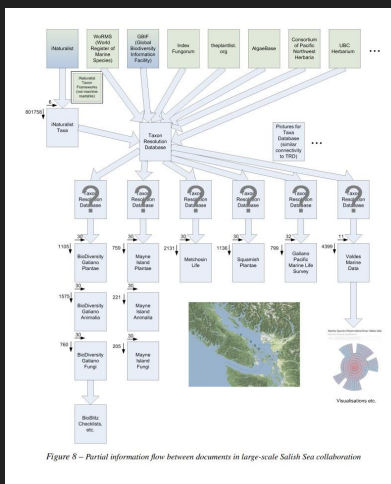 iNaturalist
WoRMS
(World
Register of
Marine
Species)
GBIF
(Global
Biodiversity
Information
Facility)
Index
Fungorum
theplantlist.
org
AlgaeBase
Consortium
of Pacific
Northwest
Herbaria
UBC
Herbarium
...
iNaturalist
Taxon
Frameworks
(not machine
readable)
6
801756
iNaturalist
Taxa
Taxon
Resolution
Database
Pictures for
Taxa
Database
(similar
connectivity
to TRD)
...
Taxon
Resolution
Database
?
Taxon
Resolution
Database
?
Taxon
Resolution
Database
?
Taxon
Resolution
Database
?
Taxon
Resolution
Database
?
Taxon
Resolution
Database
?
30
1105
BioDiversity
Galiano
Plantae
30
759
Mayne
Island
Plantae
30
2131
Metchosin
Life
30
1136
Squamish
Plantae
32
799
Galiano
Pacific
Marine Life
Survey
11
4399
Valdes
Marine
Data
30
1575
BioDiversity
Galiano
Animalia
30
221
Mayne
Island
Animalia
30
760
BioDiversity
Galiano
Fungi
30
205
Mayne
Island
Fungi
BioBlitz
Checklists,
etc.
Visualisations etc.
Figure 8 – Partial information flow between documents in large-scale Salish Sea collaboration